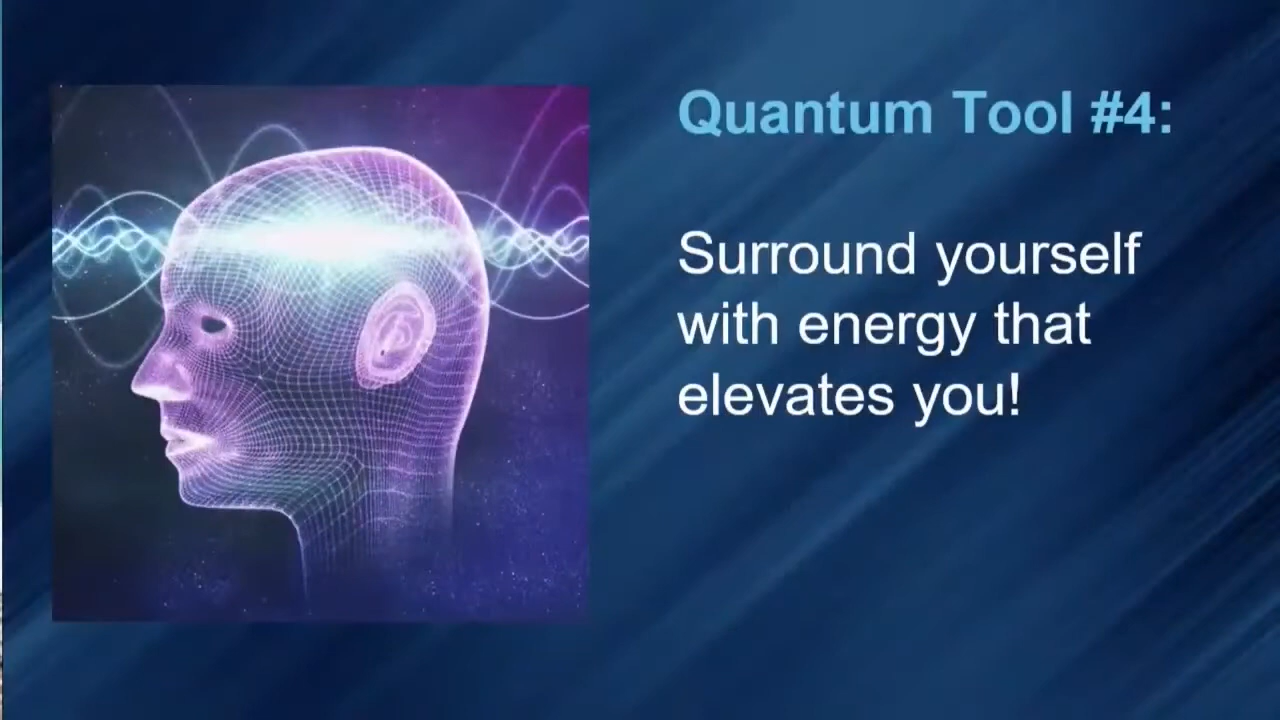 Quantum Tool #4:
Surround yourself
with energy that
elevates you!